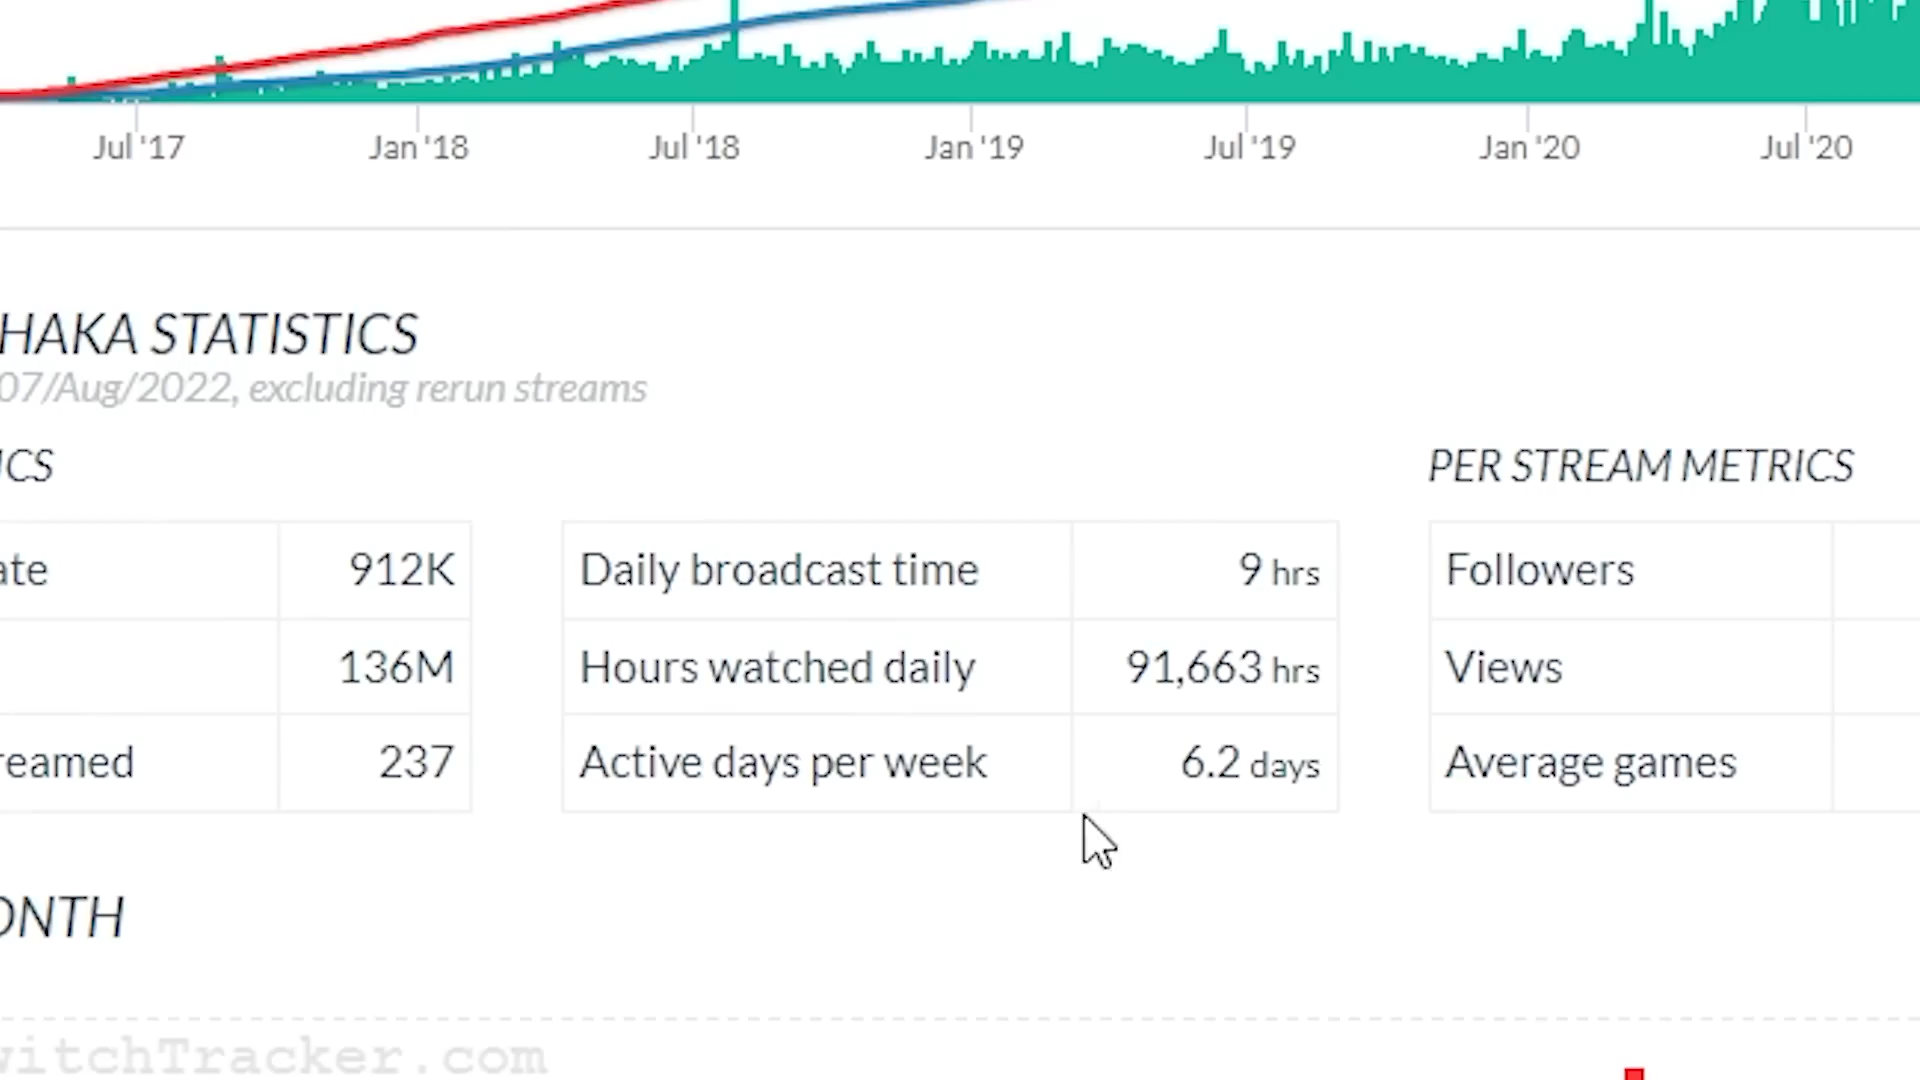 Jul '17 Jan '18 Jul '18 Jan '19 Jul '19 Jan '20 Jul '20
HAKA STATISTICS
07/Aug/2022, excluding rerun streams
ICS
PER STREAM METRICS
ate 912K Daily broadcast time 9 hrs Followers
136M Hours watched daily 91,663 hrs Views
reamed 237 Active days per week 6.2 days Average games
ONTH
witchTracker.com